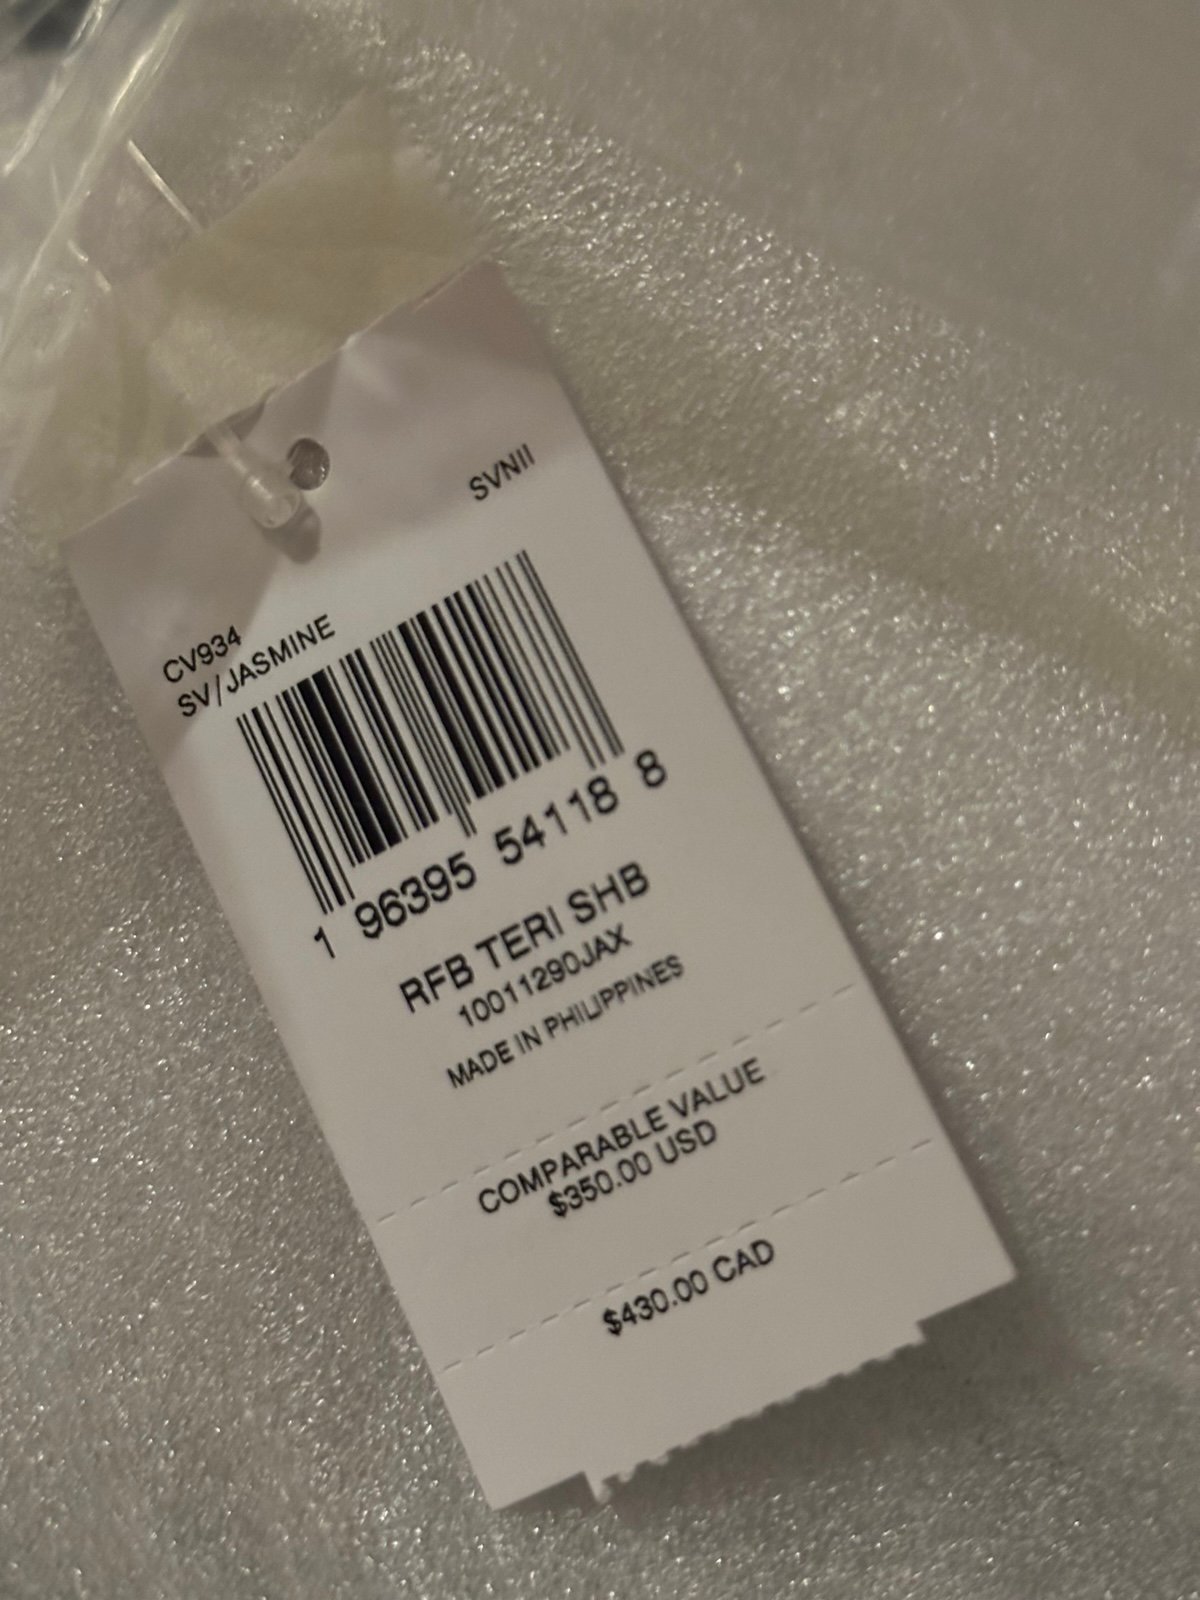 SVNII
CV934
SV/JASMINE
1 96395 54118 8
RFB TERI SHB
10011290JAX
MADE IN PHILIPPINES
COMPARABLE VALUE
$350.00 USD
$430.00 CAD